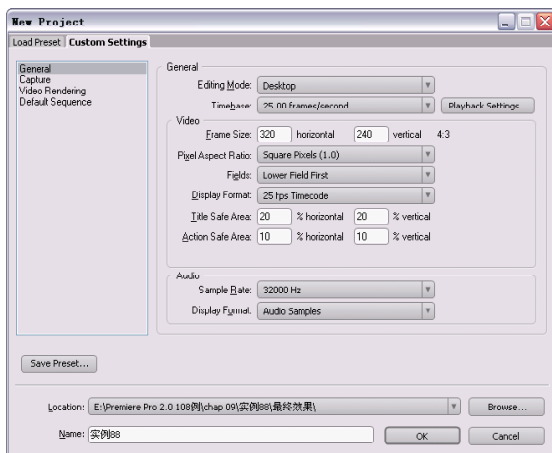 New Project
Load Preset Custom Settings
General
Capture
Video Rendering
Default Sequence
General
Editing Mode: Desktop
Timebase: 25.00 frames/second Playback Settings
Video
Frame Size: 320 horizontal 240 vertical 4:3
Pixel Aspect Ratio: Square Pixels (1.0)
Fields: Lower Field First
Display Format: 25 fps Timecode
Title Safe Area: 20 % horizontal 20 % vertical
Action Safe Area: 10 % horizontal 10 % vertical
Audio
Sample Rate: 32000 Hz
Display Format: Audio Samples
Save Preset...
Location: E:\Premiere Pro 2.0 108例\chap 09\实例88\最终效果\ Browse...
Name: 实例88 OK Cancel